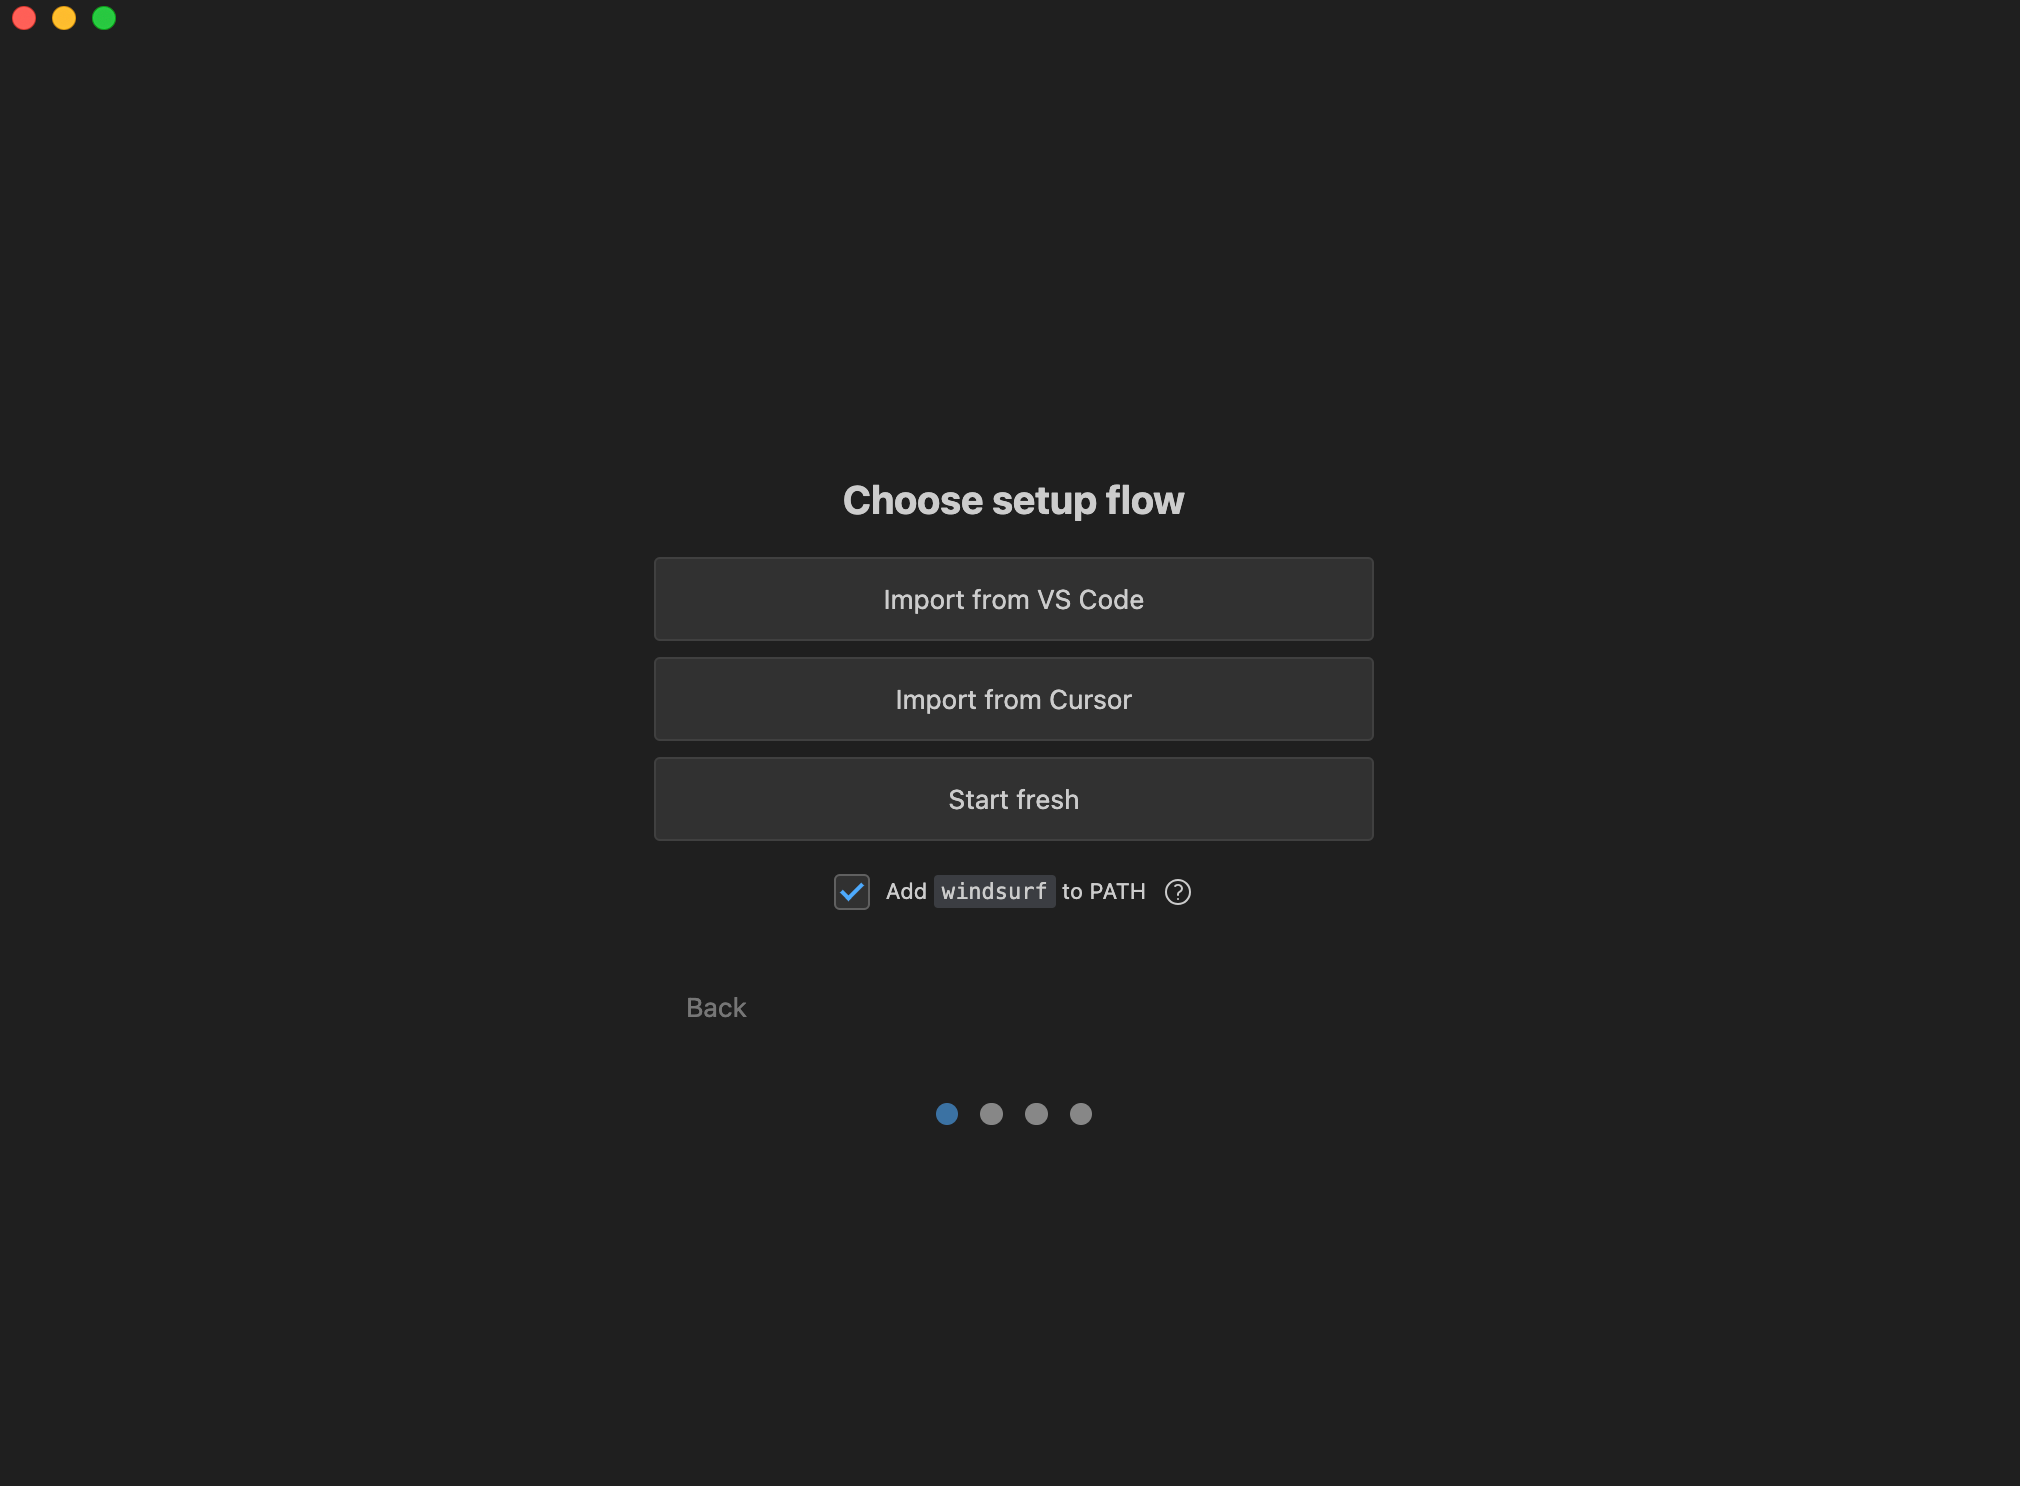 Choose setup flow
Import from VS Code
Import from Cursor
Start fresh
Add windsurf to PATH ?
Back